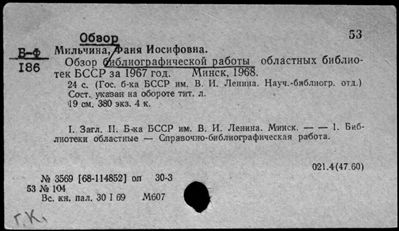 Обзор
53
Б-Ф
186
Мильчина, Фаня Иосифовна.
Обзор библиографической работы областных библио-
тек БССР за 1967 год. Минск, 1968.
24 с. (Гос. б-ка БССР им. В. И. Ленина. Науч.-библиогр. отд.)
Сост. указан на обороте тит. л.
19 см. 380 экз. 4 к.
I. Загл. II. Б-ка БССР им. В. И. Ленина. Минск. — — 1. Биб-
лиотеки областные — Справочно-библиографическая работа.
021.4(47.60)
№ 3569 [68-114852] оп 30-3
53 № 104
Вс. кн. пал. 30 I 69 М607
Г.К.